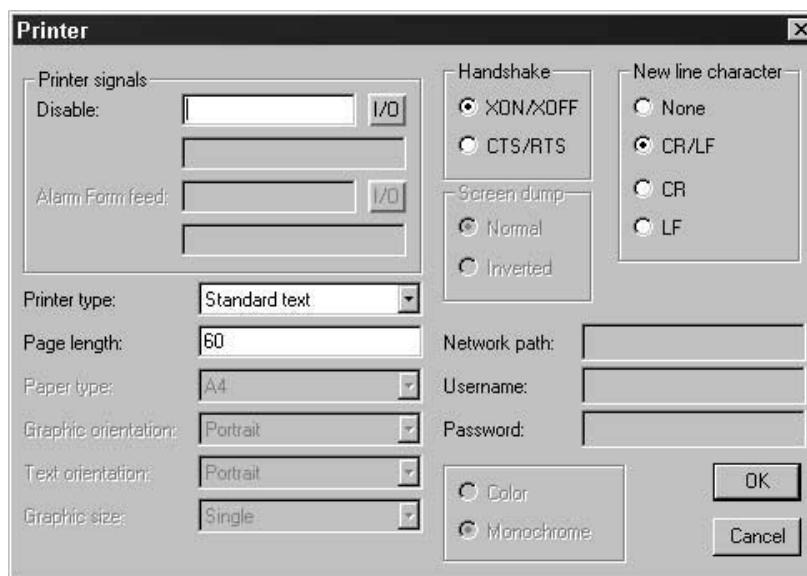 Printer
Printer signals
Disable:
I/O
Alarm Form feed:
I/O
Handshake
XON/XOFF
CTS/RTS
Screen dump
Normal
Inverted
New line character
None
CR/LF
CR
LF
Printer type:
Standard text
Page length:
60
Paper type:
A4
Graphic orientation:
Portrait
Text orientation:
Portrait
Graphic size:
Single
Network path:
Username:
Password:
Color
Monochrome
OK
Cancel